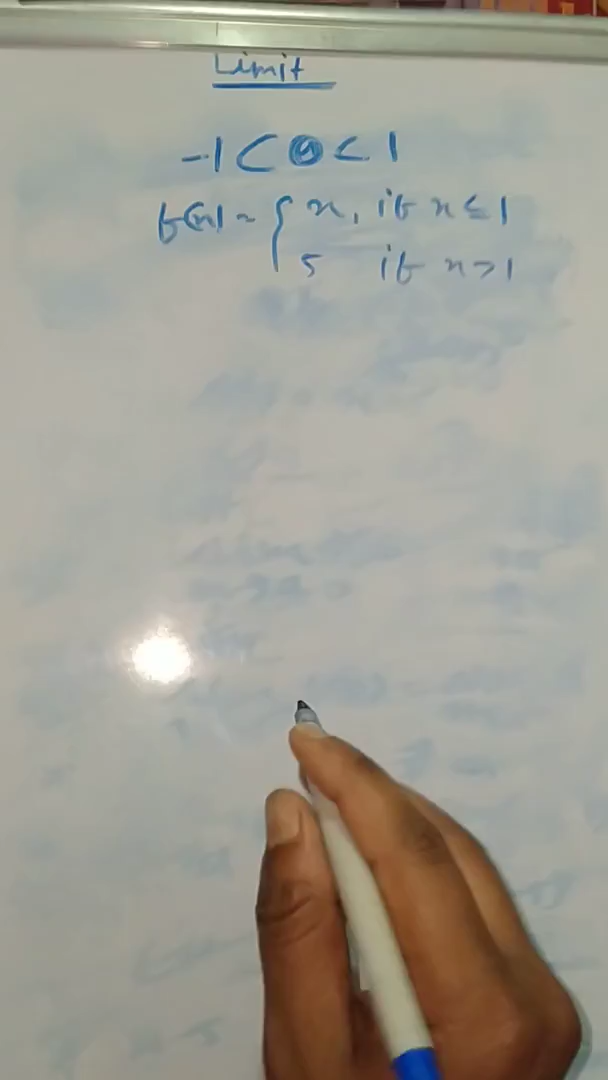 Limit
-1 < 0 < 1
f(x) = { x, if x ≤ 1
5 if x > 1